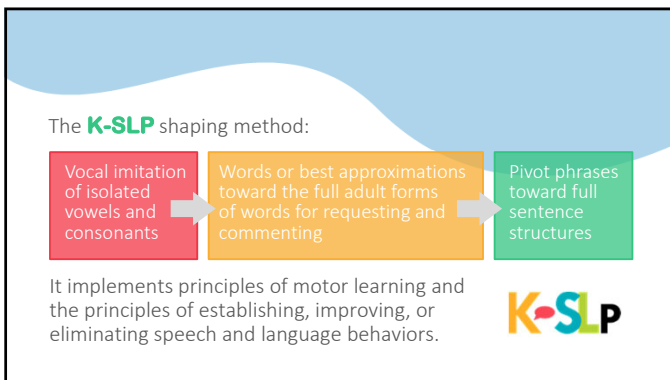 The K-SLP shaping method:
Vocal imitation
of isolated
vowels and
consonants
Words or best approximations
toward the full adult forms
of words for requesting and
commenting
Pivot phrases
toward full
sentence
structures
It implements principles of motor learning and
the principles of establishing, improving, or
eliminating speech and language behaviors.
K-SLP